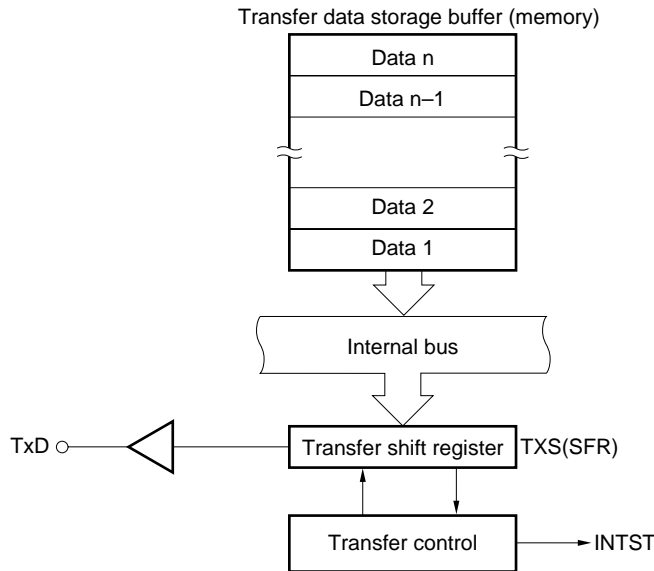 Transfer data storage buffer (memory)
Data n
Data n–1
Data 2
Data 1
Internal bus
TxD
Transfer shift register
TXS(SFR)
Transfer control
INTST